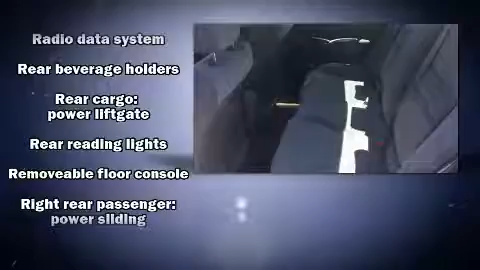 Radio data system
Rear beverage holders
Rear cargo:
power liftgate
Rear reading lights
Removeable floor console
Right rear passenger:
power sliding